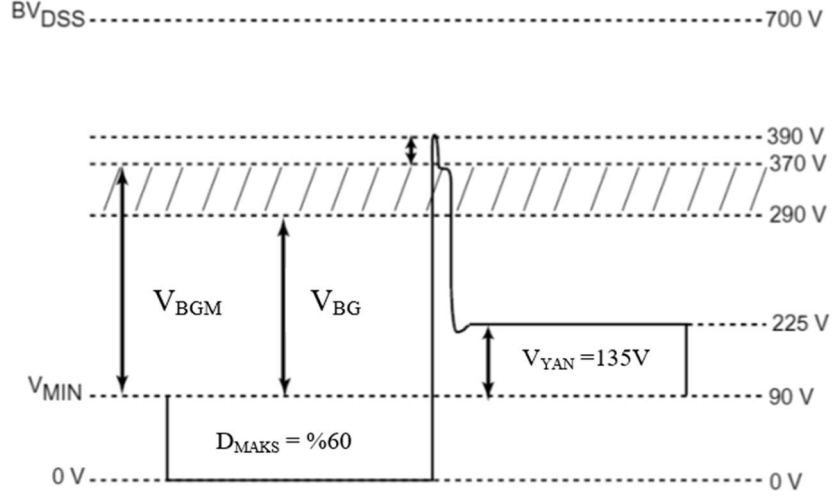 BVDSS 700 V
390 V
370 V
290 V
VBGM VBG
225 V
VYAN =135V
VMIN 90 V
DMAKS = %60
0 V 0 V